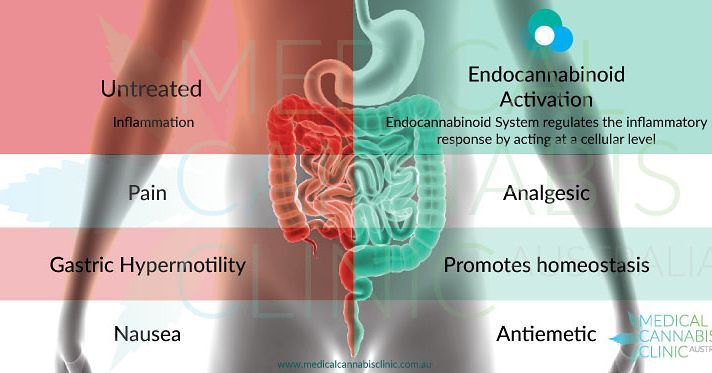 Untreated
Endocannabinoid
Activation
Inflammation
Endocannabinoid System regulates the inflammatory
response by acting at a cellular level
Pain
Analgesic
Gastric Hypermotility
Promotes homeostasis
Nausea
Antiemetic
MEDICAL
CANNABIS
CLINIC AUSTR
www.medicalcannabisclinic.com.au
MEDICAL
CANNABIS
CLINIC AUSTRALIA